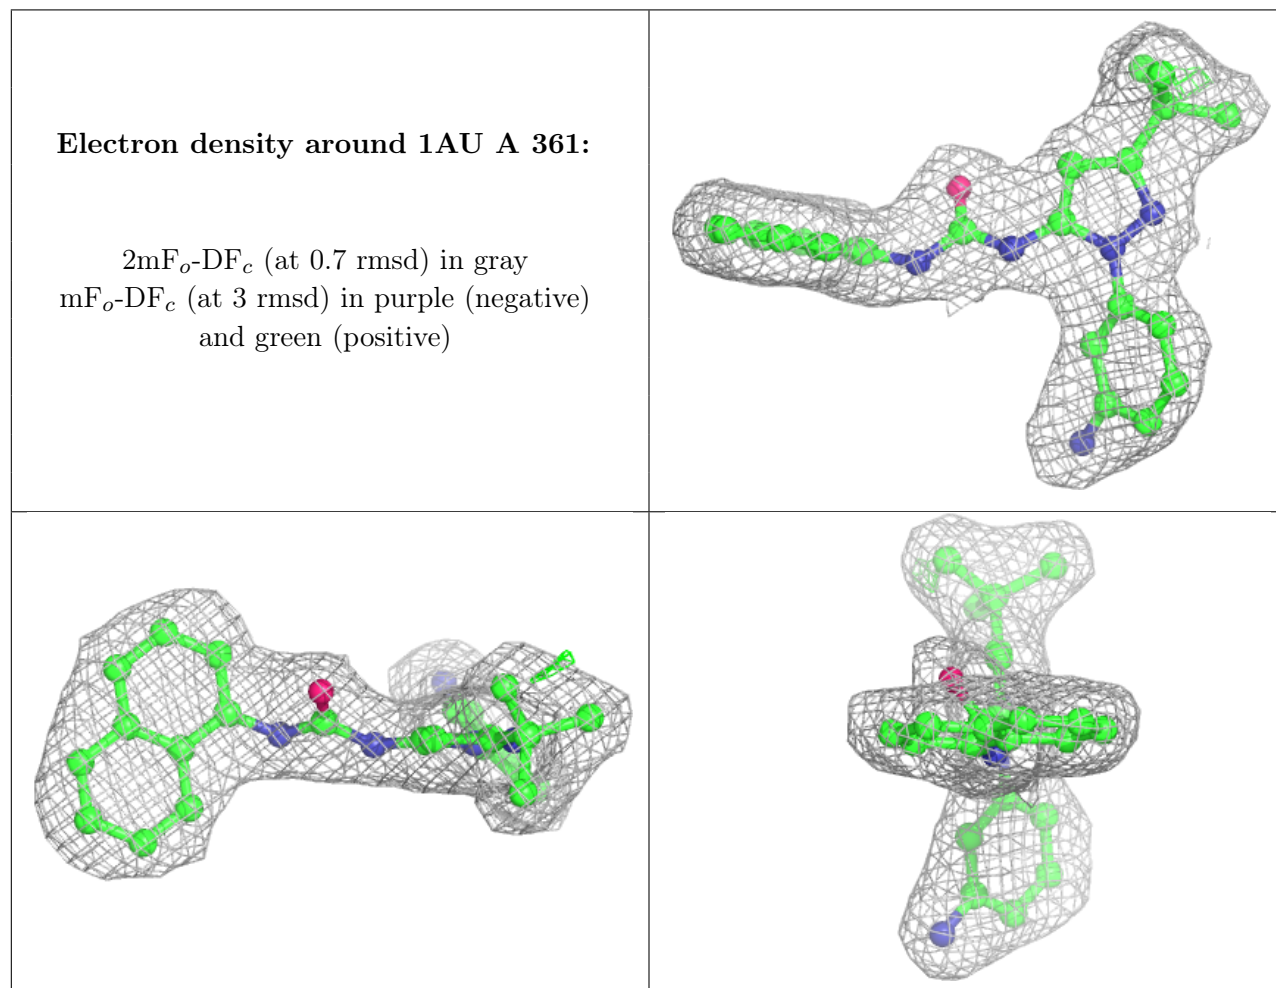 Electron density around 1AU A 361:
2mFo-DFc (at 0.7 rmsd) in gray
mFo-DFc (at 3 rmsd) in purple (negative)
and green (positive)